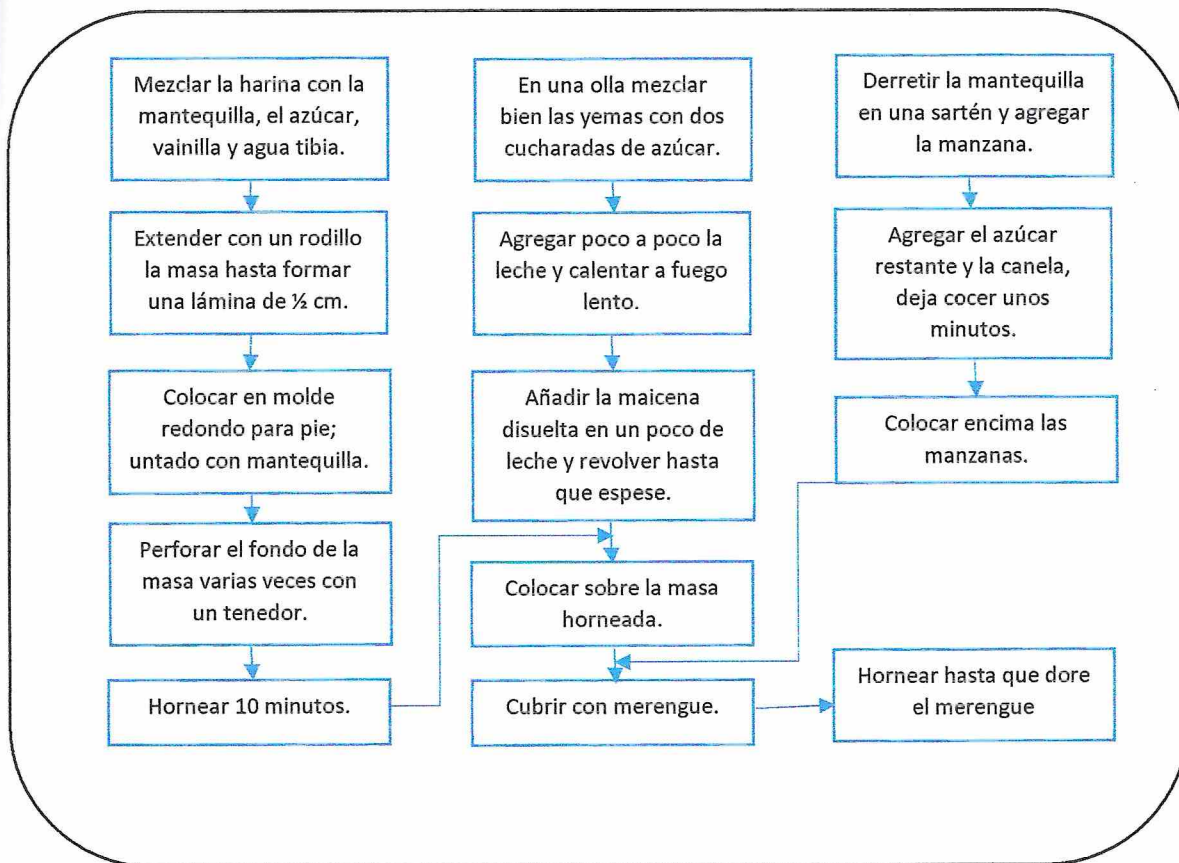 Mezclar la harina con la
mantequilla, el azúcar,
vainilla y agua tibia.
Extender con un rodillo
la masa hasta formar
una lámina de ½ cm.
Colocar en molde
redondo para pie;
untado con mantequilla.
Perforar el fondo de la
masa varias veces con
un tenedor.
Hornear 10 minutos.
En una olla mezclar
bien las yemas con dos
cucharadas de azúcar.
Agregar poco a poco la
leche y calentar a fuego
lento.
Añadir la maicena
disuelta en un poco de
leche y revolver hasta
que espese.
Colocar sobre la masa
horneada.
Cubrir con merengue.
Derretir la mantequilla
en una sartén y agregar
la manzana.
Agregar el azúcar
restante y la canela,
deja cocer unos
minutos.
Colocar encima las
manzanas.
Hornear hasta que dore
el merengue